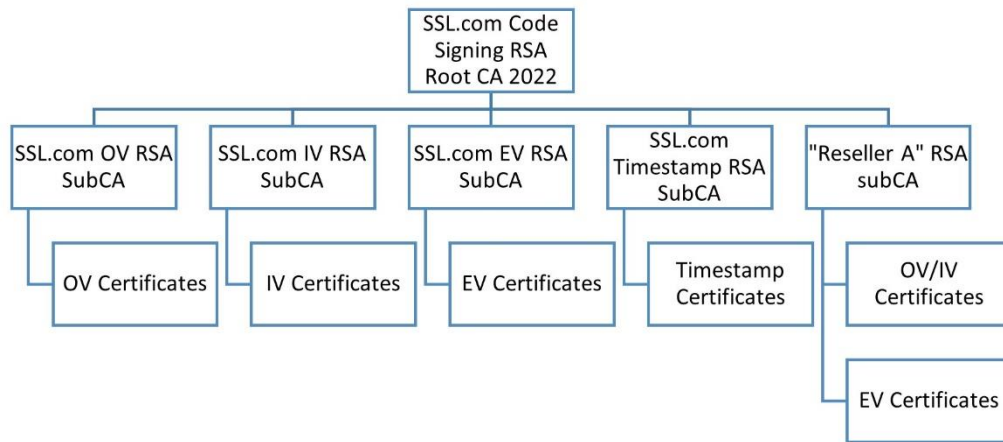 SSL.com Code
Signing RSA
Root CA 2022
SSL.com OV RSA
SubCA
SSL.com IV RSA
SubCA
SSL.com EV RSA
SubCA
SSL.com
Timestamp RSA
SubCA
"Reseller A" RSA
subCA
OV Certificates
IV Certificates
EV Certificates
Timestamp
Certificates
OV/IV
Certificates
EV Certificates